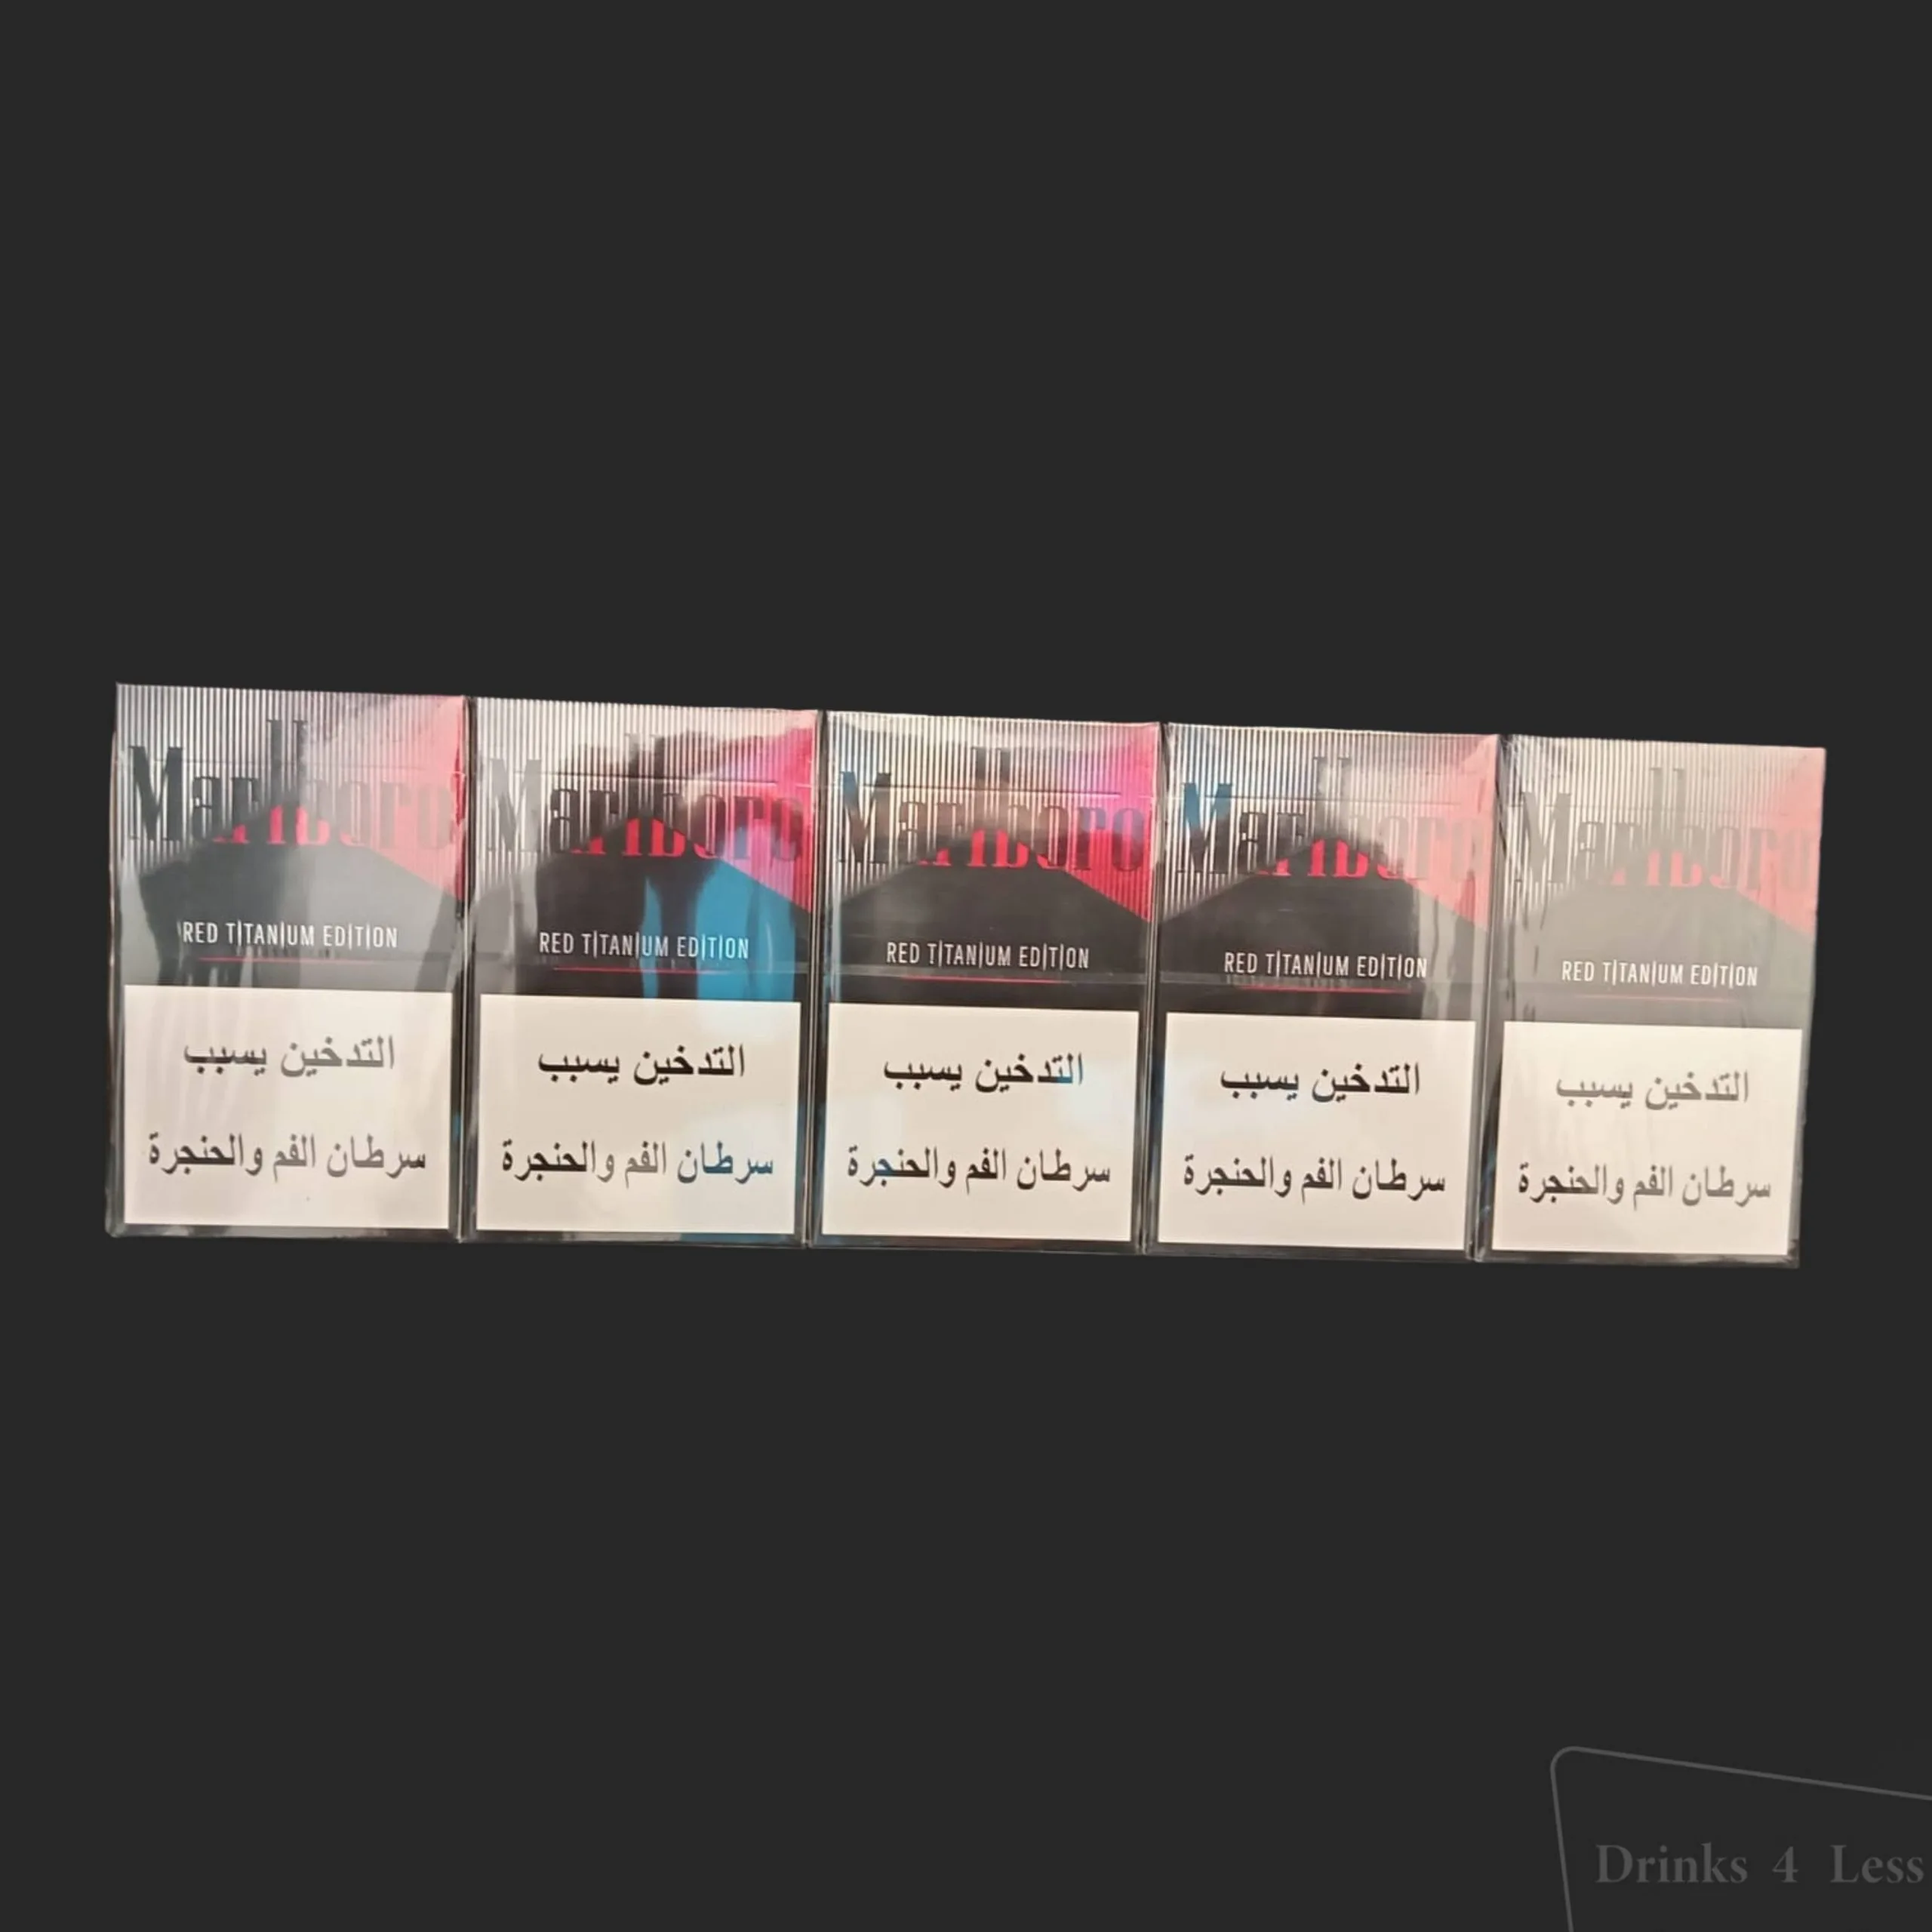 Marlboro Marlboro Marlboro Marlboro Marlboro
RED TITANIUM EDITION RED TITANIUM EDITION RED TITANIUM EDITION RED TITANIUM EDITION RED TITANIUM EDITION
التدخين يسبب التدخين يسبب التدخين يسبب التدخين يسبب التدخين يسبب
سرطان الفم والحنجرة سرطان الفم والحنجرة سرطان الفم والحنجرة سرطان الفم والحنجرة سرطان الفم والحنجرة
Drinks 4 Less